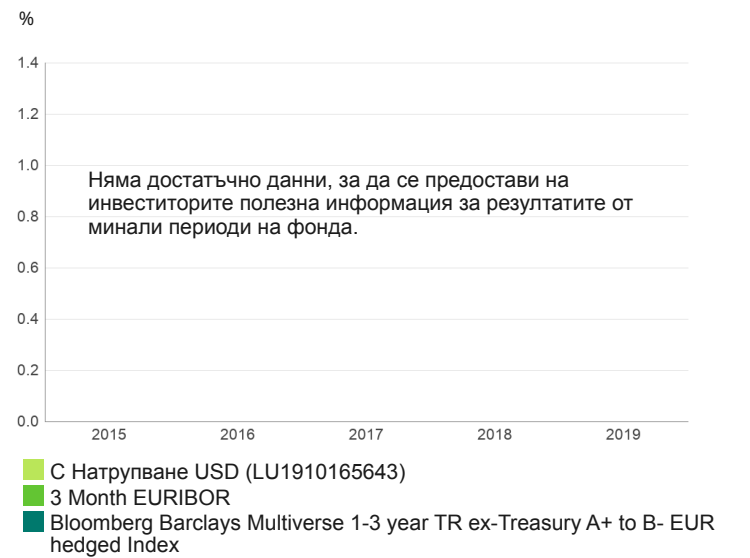 %
1.4
1.2
1.0
Няма достатъчно данни, за да се предостави на
инвеститорите полезна информация за резултатите от
минали периоди на фонда.
0.8
0.6
0.4
0.2
0.0
2015 2016 2017 2018 2019
C Натрупване USD (LU1910165643)
3 Month EURIBOR
Bloomberg Barclays Multiverse 1-3 year TR ex-Treasury A+ to B- EUR
hedged Index